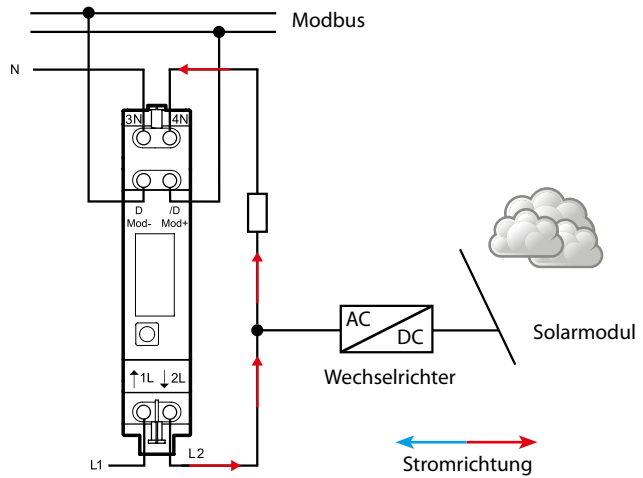 Modbus
N
3N 4N
D /D
Mod- Mod+
AC
DC
Solarmodul
Wechselrichter
1L 2L
L1
L2
Stromrichtung